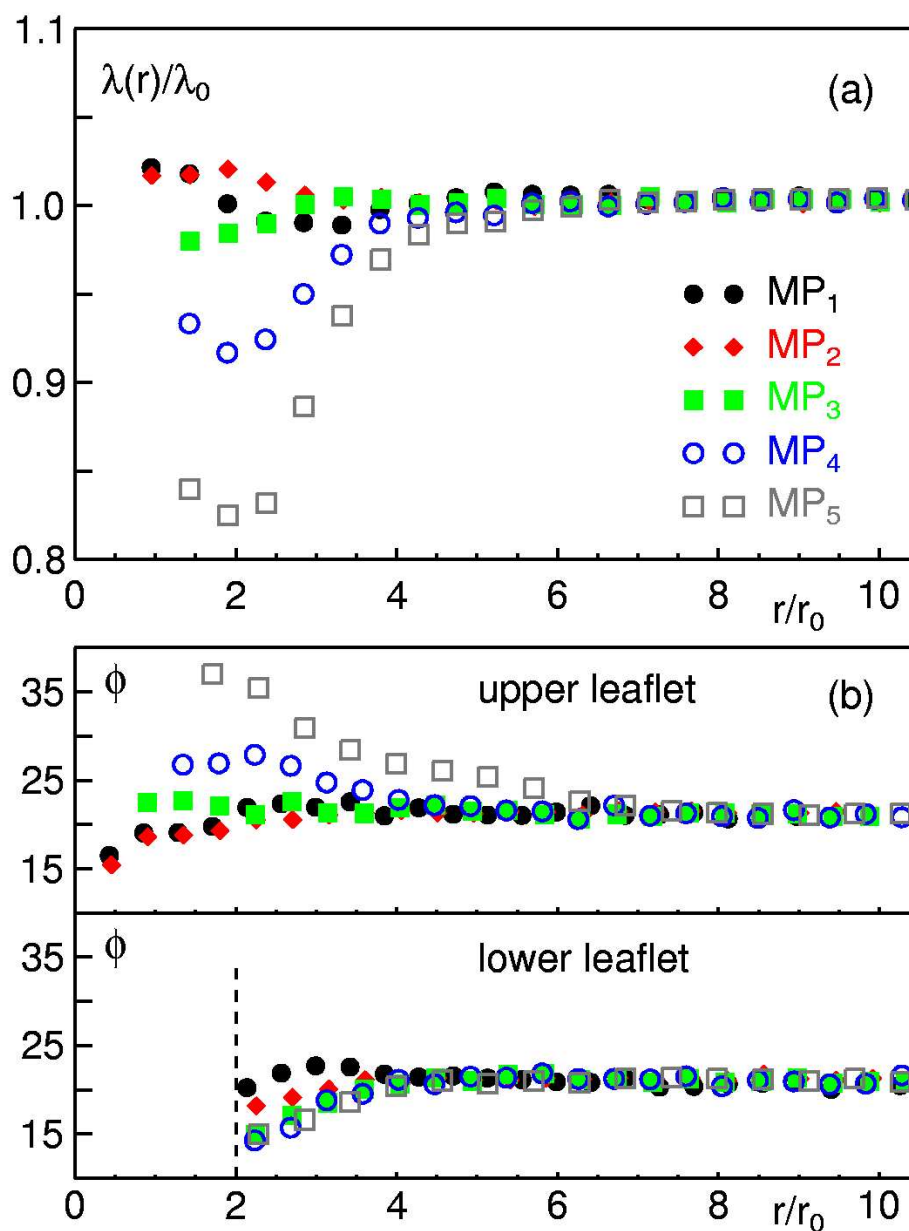 1.1
λ(r)/λ₀
(a)
1.0
MP₁
MP₂
0.9
MP₃
MP₄
MP₅
0.8
0 2 4 6 8 r/r₀ 10
35 ϕ upper leaflet (b)
25
15
35 ϕ lower leaflet
25
15
0 2 4 6 8 r/r₀ 10